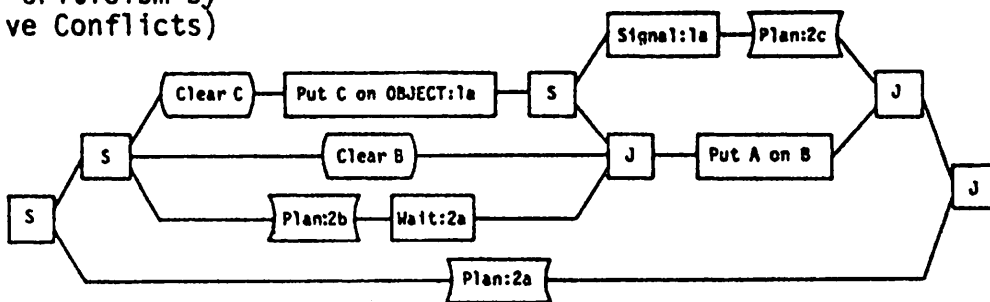 ve Conflicts)
Signal:1a
Plan:2c
Clear C
Put C on OBJECT:1a
S
J
S
Clear B
J
Put A on B
S
Plan:2b
Wait:2a
J
Plan:2a